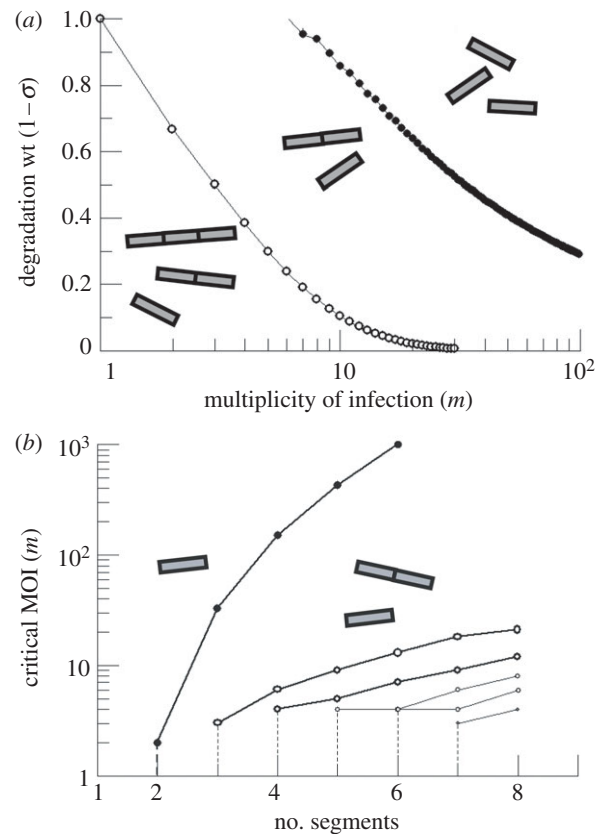 (a)
1.0
0.8
0.6
0.4
0.2
0
degradation wt (1 – σ)
1 10 10²
multiplicity of infection (m)
(b)
10³
10²
10
1
critical MOI (m)
1 2 4 6 8
no. segments